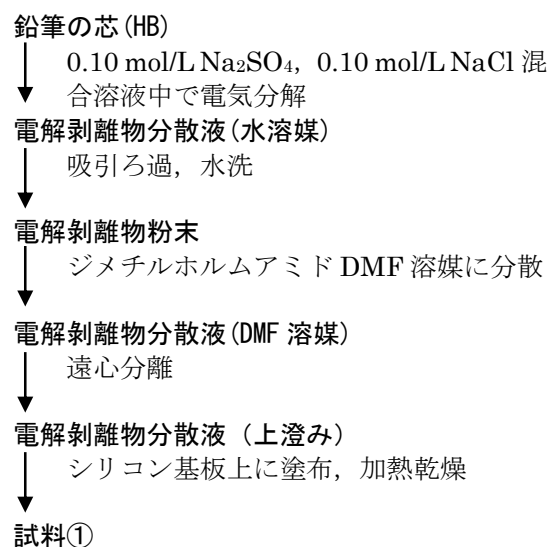 鉛筆の芯(HB)
0.10 mol/L Na₂SO₄，0.10 mol/L NaCl 混
合溶液中で電気分解
電解剥離物分散液(水溶媒)
吸引ろ過，水洗
電解剝離物粉末
ジメチルホルムアミド DMF 溶媒に分散
電解剝離物分散液(DMF 溶媒)
遠心分離
電解剝離物分散液（上澄み）
シリコン基板上に塗布，加熱乾燥
試料①